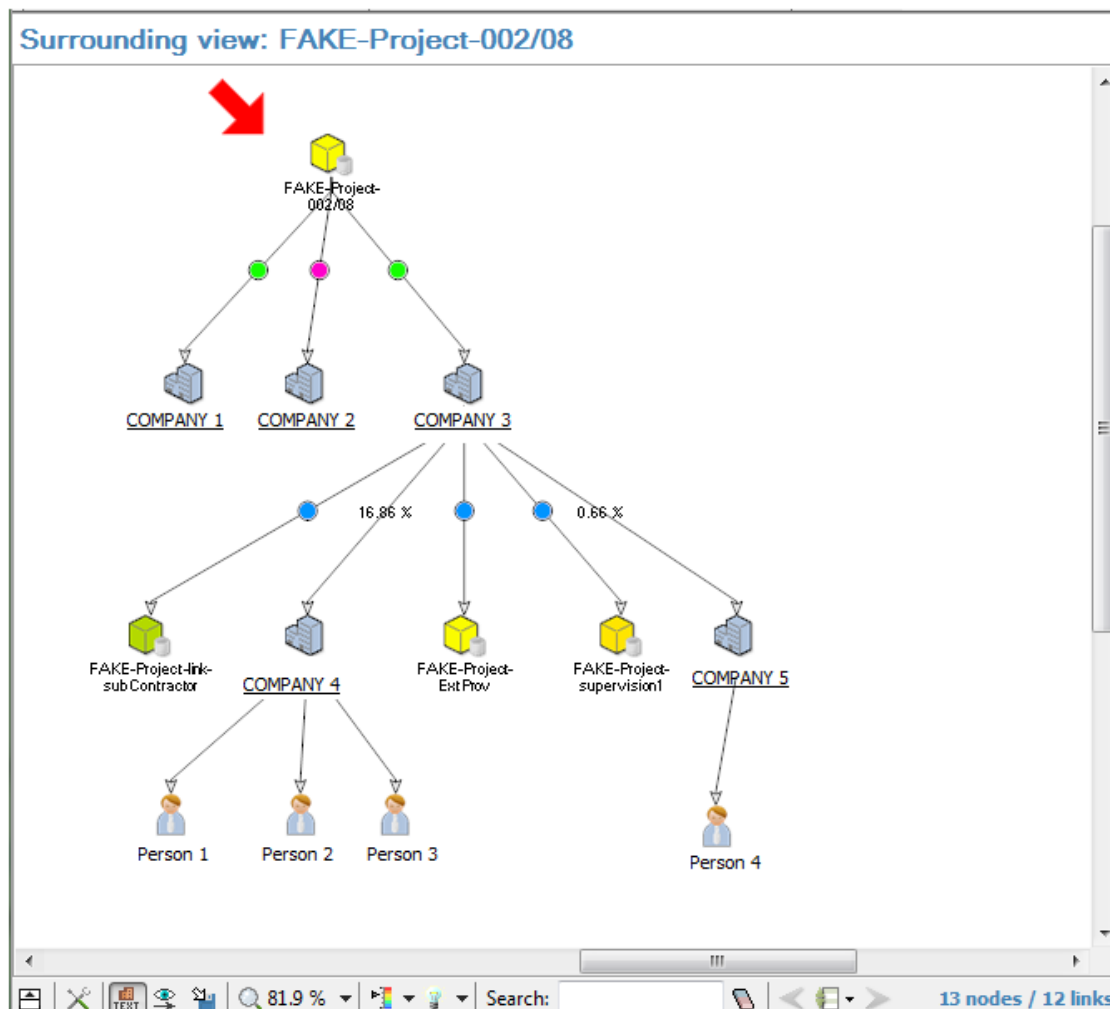 Surrounding view: FAKE-Project-002/08
FAKE-Project-
002/08
COMPANY 1
COMPANY 2
COMPANY 3
16.86 %
0.66 %
FAKE-Project-link-
subContractor
COMPANY 4
FAKE-Project-
ExtProv
FAKE-Project-
supervision1
COMPANY 5
Person 1
Person 2
Person 3
Person 4
TEXT
81.9 %
Search:
13 nodes / 12 links